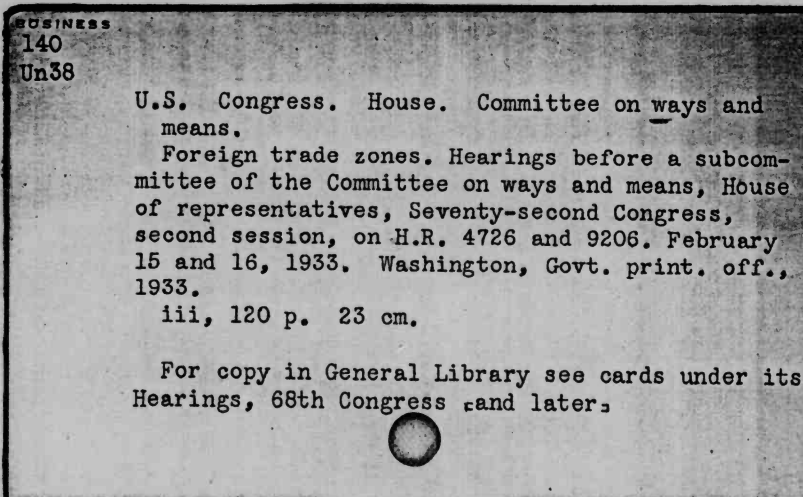 BUSINESS
140
Un38
U.S. Congress. House. Committee on ways and
means.
Foreign trade zones. Hearings before a subcom-
mittee of the Committee on ways and means, House
of representatives, Seventy-second Congress,
second session, on H.R. 4726 and 9206. February
15 and 16, 1933. Washington, Govt. print. off.,
1933.
iii, 120 p. 23 cm.
For copy in General Library see cards under its
Hearings, 68th Congress [and later]